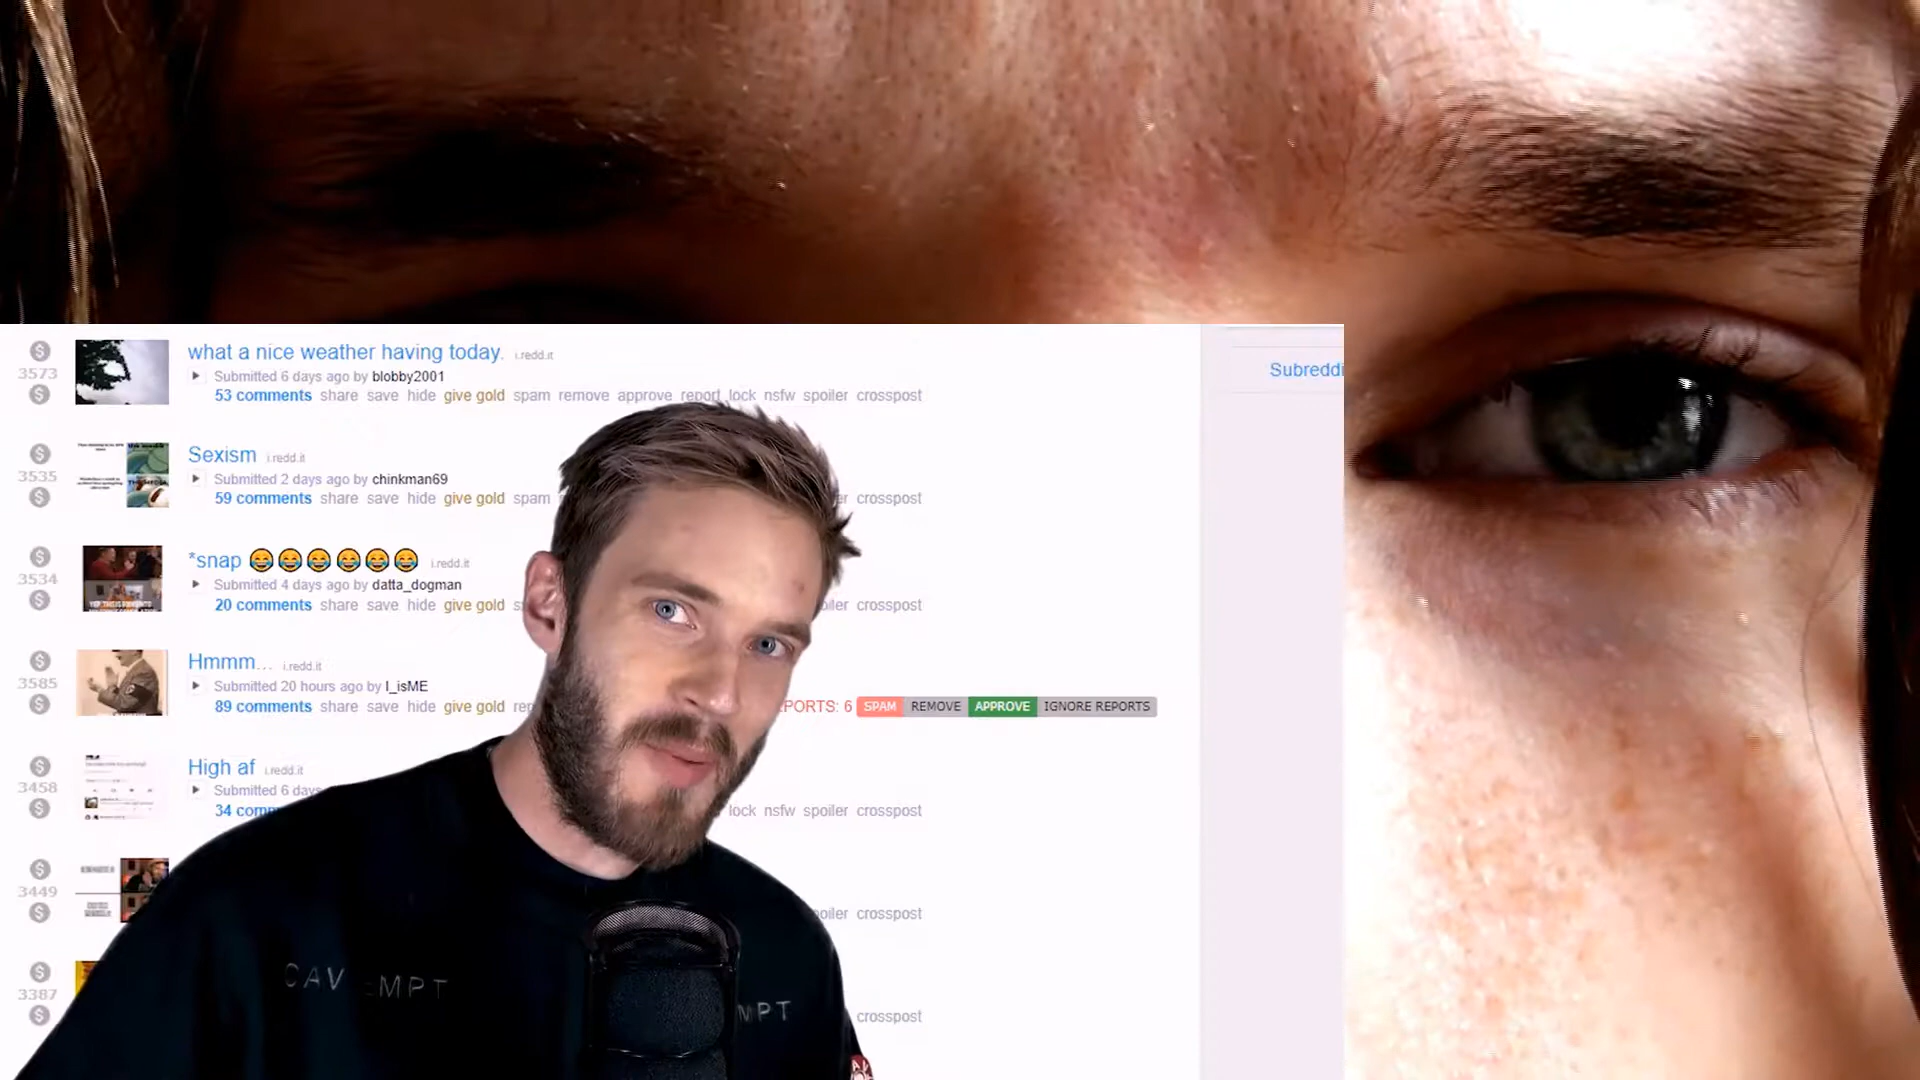 what a nice weather having today. i.redd.it
3573
Submitted 6 days ago by blobby2001
53 comments share save hide give gold spam remove approve report lock nsfw spoiler crosspost
Subreddi
Sexism i.redd.it
3535
Submitted 2 days ago by chinkman69
59 comments share save hide give gold spam crosspost
*snap 😂😂😂😂😂😂 i.redd.it
3534
Submitted 4 days ago by datta_dogman
20 comments share save hide give gold crosspost
Hmmm... i.redd.it
3585
Submitted 20 hours ago by I_isME
89 comments share save hide give gold PORTS: 6 SPAM REMOVE APPROVE IGNORE REPORTS
High af i.redd.it
3458
Submitted 6 days
34 comm lock nsfw spoiler crosspost
3449
poiler crosspost
3387
crosspost
CAV EMPT
MPT